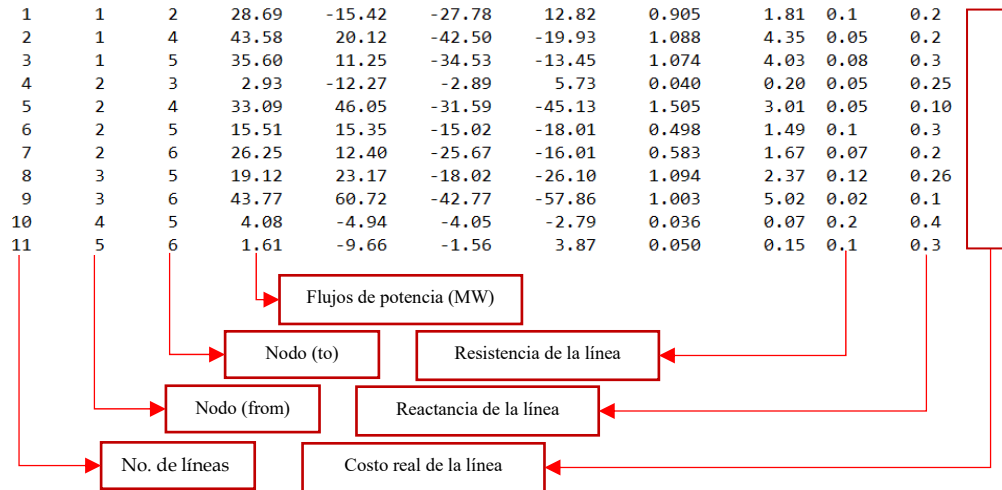 1 1 2 28.69 -15.42 -27.78 12.82 0.905 1.81 0.1 0.2
2 1 4 43.58 20.12 -42.50 -19.93 1.088 4.35 0.05 0.2
3 1 5 35.60 11.25 -34.53 -13.45 1.074 4.03 0.08 0.3
4 2 3 2.93 -12.27 -2.89 5.73 0.040 0.20 0.05 0.25
5 2 4 33.09 46.05 -31.59 -45.13 1.505 3.01 0.05 0.10
6 2 5 15.51 15.35 -15.02 -18.01 0.498 1.49 0.1 0.3
7 2 6 26.25 12.40 -25.67 -16.01 0.583 1.67 0.07 0.2
8 3 5 19.12 23.17 -18.02 -26.10 1.094 2.37 0.12 0.26
9 3 6 43.77 60.72 -42.77 -57.86 1.003 5.02 0.02 0.1
10 4 5 4.08 -4.94 -4.05 -2.79 0.036 0.07 0.2 0.4
11 5 6 1.61 -9.66 -1.56 3.87 0.050 0.15 0.1 0.3
Flujos de potencia (MW)
Nodo (to)
Resistencia de la línea
Nodo (from)
Reactancia de la línea
No. de líneas
Costo real de la línea